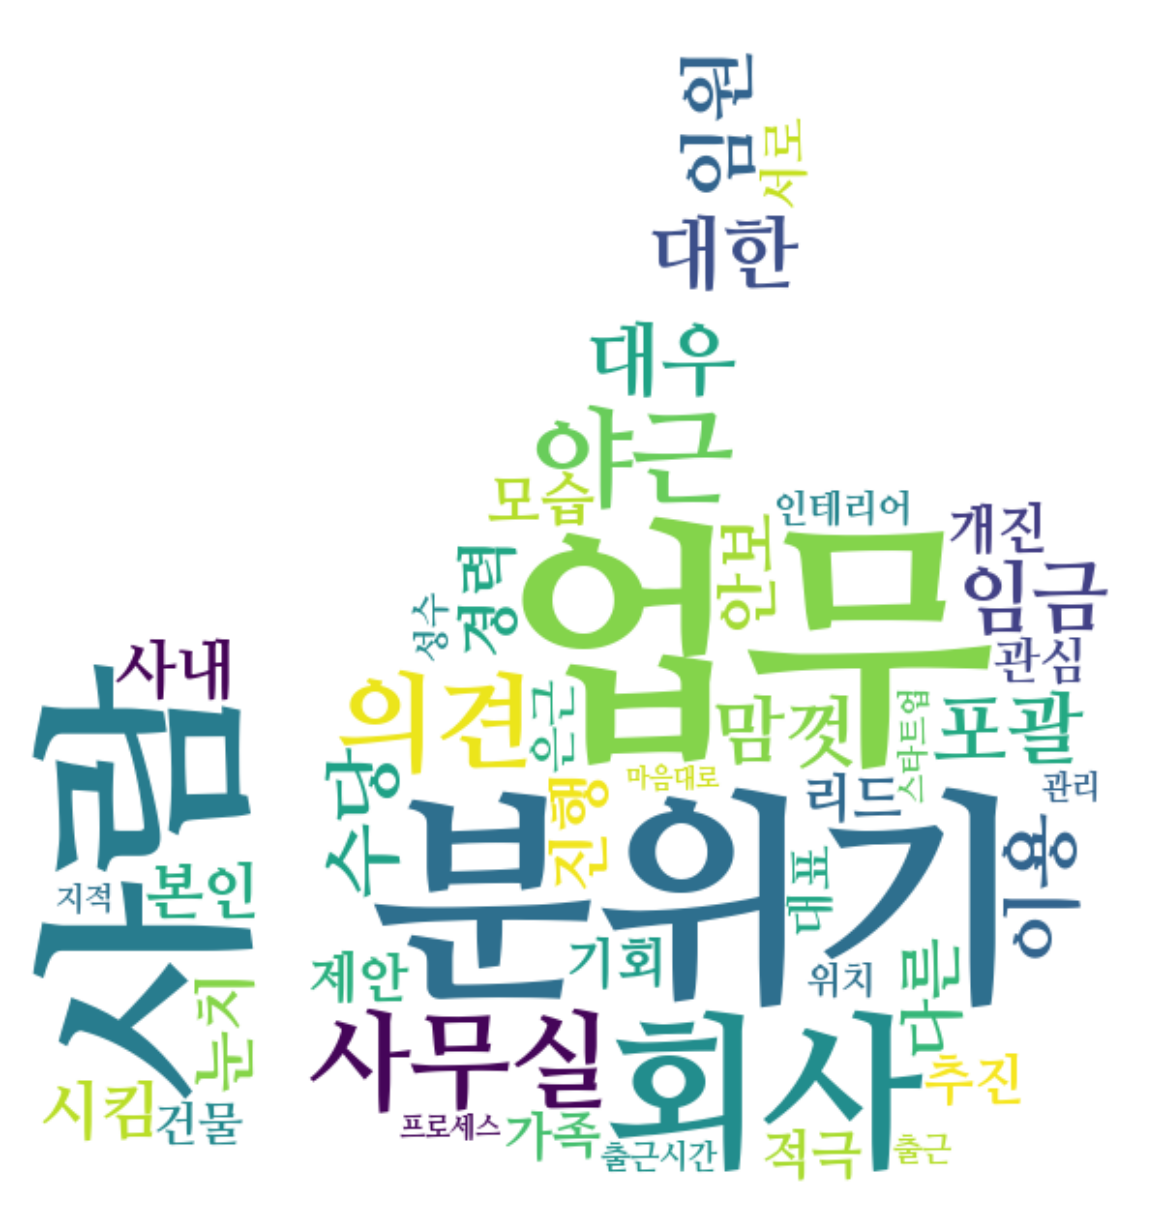 임원
서로
대한
대우
야근
모습
인테리어
개진
업무
안보
경력
임금
성수
관심
사내
사람
의견
은근
맘껏
스타트업
포괄
수당
진행
마음대로
리드
관리
분위기
이용
대표
지적
본인
제안
기회
위치
다른
눈치
사무실
회사
추진
시킴
건물
프로세스
가족
출근시간
적극
출근